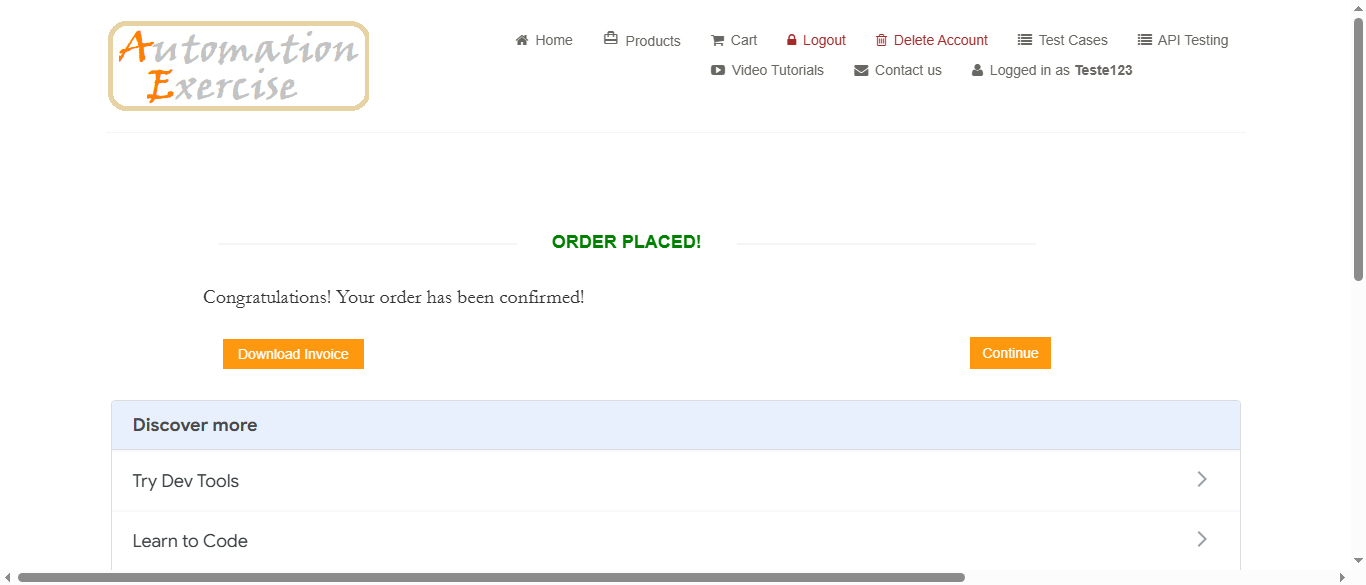 Automation
Exercise
Home Products Cart Logout Delete Account Test Cases API Testing
Video Tutorials Contact us Logged in as Teste123
ORDER PLACED!
Congratulations! Your order has been confirmed!
Download Invoice Continue
Discover more
Try Dev Tools
Learn to Code